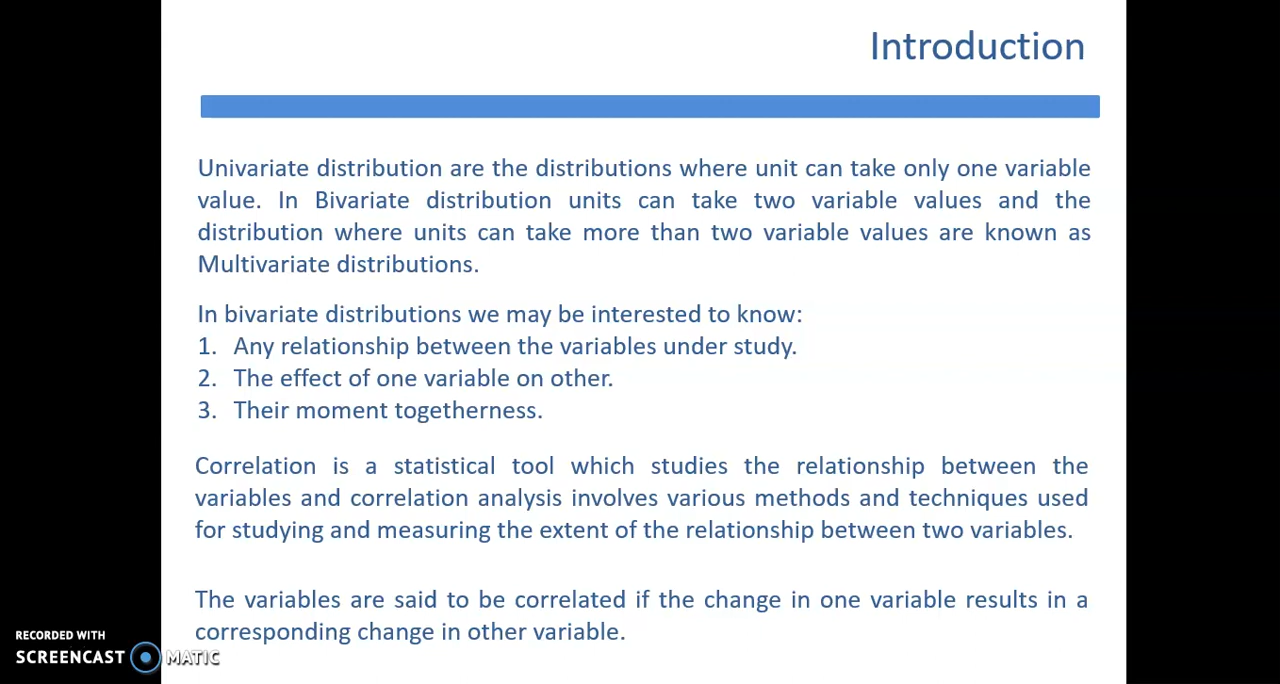 Introduction
Univariate distribution are the distributions where unit can take only one variable
value. In Bivariate distribution units can take two variable values and the
distribution where units can take more than two variable values are known as
Multivariate distributions.
In bivariate distributions we may be interested to know:
1. Any relationship between the variables under study.
2. The effect of one variable on other.
3. Their moment togetherness.
Correlation is a statistical tool which studies the relationship between the
variables and correlation analysis involves various methods and techniques used
for studying and measuring the extent of the relationship between two variables.
The variables are said to be correlated if the change in one variable results in a
corresponding change in other variable.
RECORDED WITH
SCREENCAST MATIC